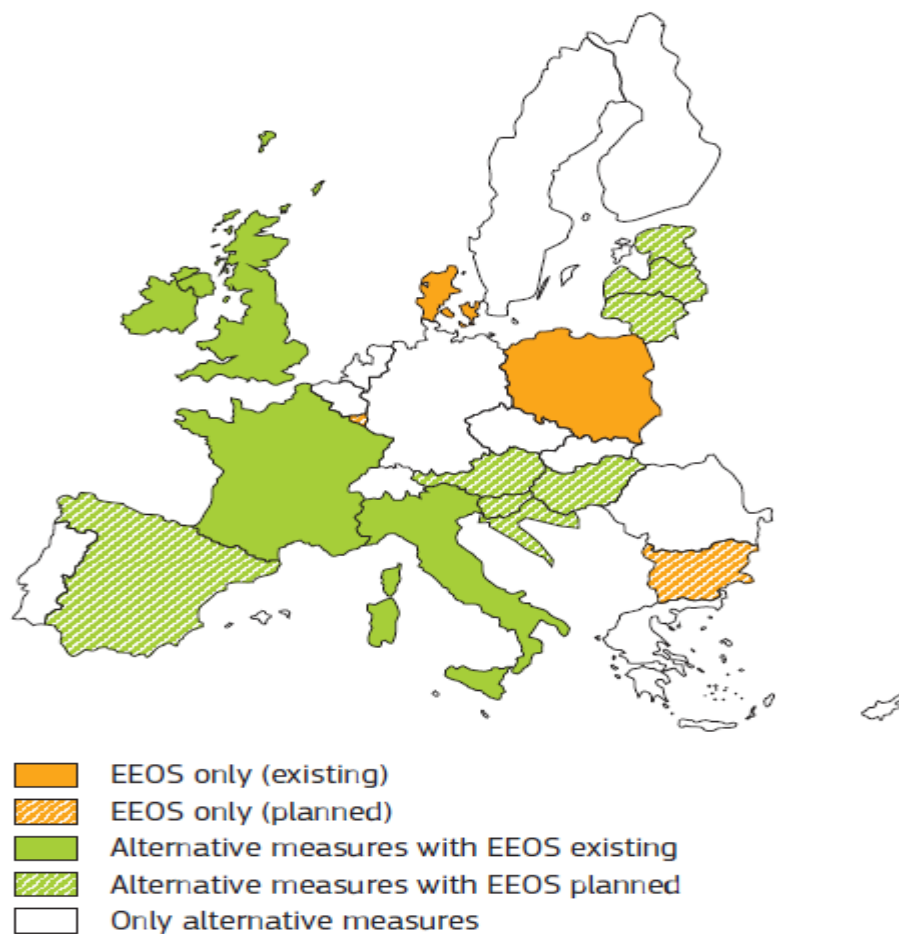 EEOS only (existing)
EEOS only (planned)
Alternative measures with EEOS existing
Alternative measures with EEOS planned
Only alternative measures